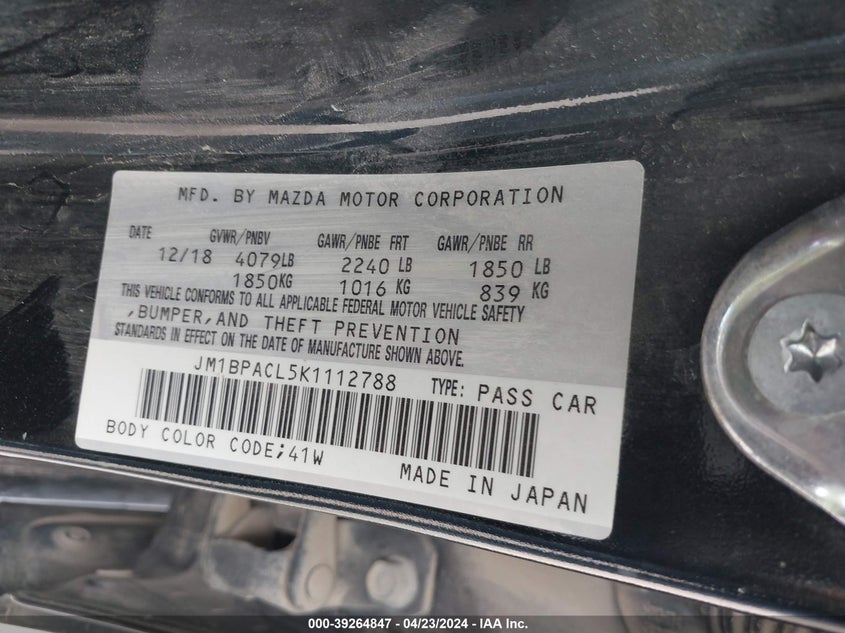 MFD. BY MAZDA MOTOR CORPORATION
DATE GVWR/PNBV GAWR/PNBE FRT GAWR/PNBE RR
12/18 4079LB 2240 LB 1850 LB
1850KG 1016 KG 839 KG
THIS VEHICLE CONFORMS TO ALL APPLICABLE FEDERAL MOTOR VEHICLE SAFETY
,BUMPER,AND THEFT PREVENTION
STANDARDS IN EFFECT ON THE DATE OF MANUFACTURE SHOWN ABOVE.
JM1BPACL5K1112788 TYPE: PASS CAR
BODY COLOR CODE;41W
MADE IN JAPAN
000-39264847 / 04/23/2024 - IAA Inc.